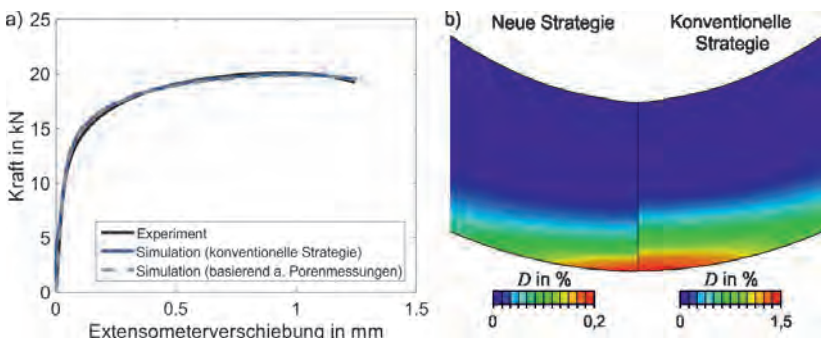 a)
25
20
15
10
5
0
Kraft in kN
Experiment
Simulation (konventionelle Strategie)
Simulation (basierend a. Porenmessungen)
0
0.5
1
1.5
Extensometerverschiebung in mm
b)
Neue Strategie
Konventionelle
Strategie
D in %
0
0,2
D in %
0
1,5